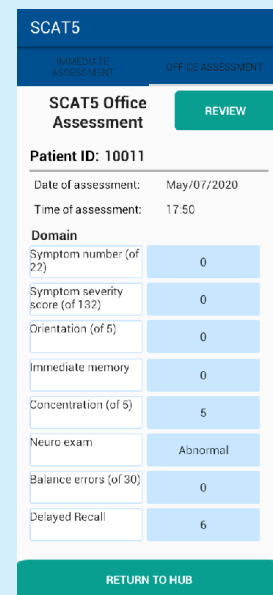 SCAT5
IMMEDIATE
ASSESSMENT
OFFICE ASSESSMENT
SCAT5 Office
Assessment
REVIEW
Patient ID: 10011
Date of assessment: May/07/2020
Time of assessment: 17:50
Domain
Symptom number (of
22)
0
Symptom severity
score (of 132)
0
Orientation (of 5)
0
Immediate memory
0
Concentration (of 5)
5
Neuro exam
Abnormal
Balance errors (of 30)
0
Delayed Recall
6
RETURN TO HUB